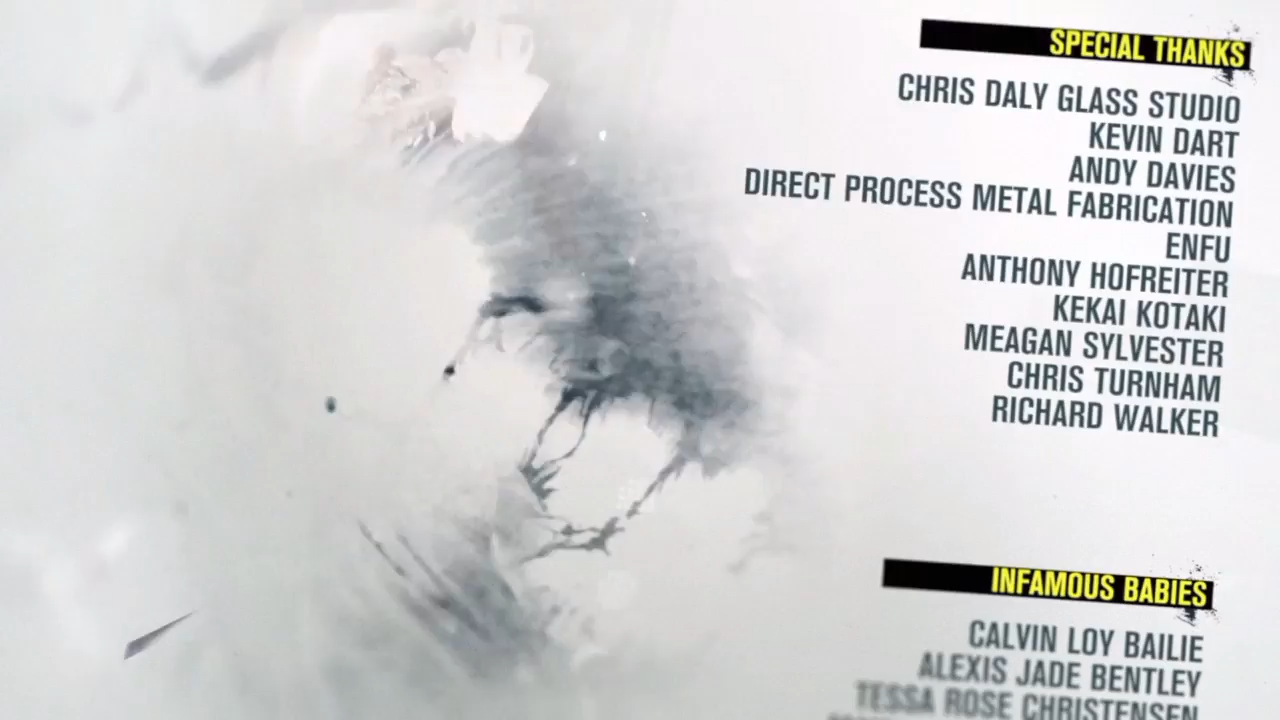 SPECIAL THANKS
CHRIS DALY GLASS STUDIO
KEVIN DART
ANDY DAVIES
DIRECT PROCESS METAL FABRICATION
ENFU
ANTHONY HOFREITER
KEKAI KOTAKI
MEAGAN SYLVESTER
CHRIS TURNHAM
RICHARD WALKER
INFAMOUS BABIES
CALVIN LOY BAILIE
ALEXIS JADE BENTLEY
TESSA ROSE CHRISTENSEN